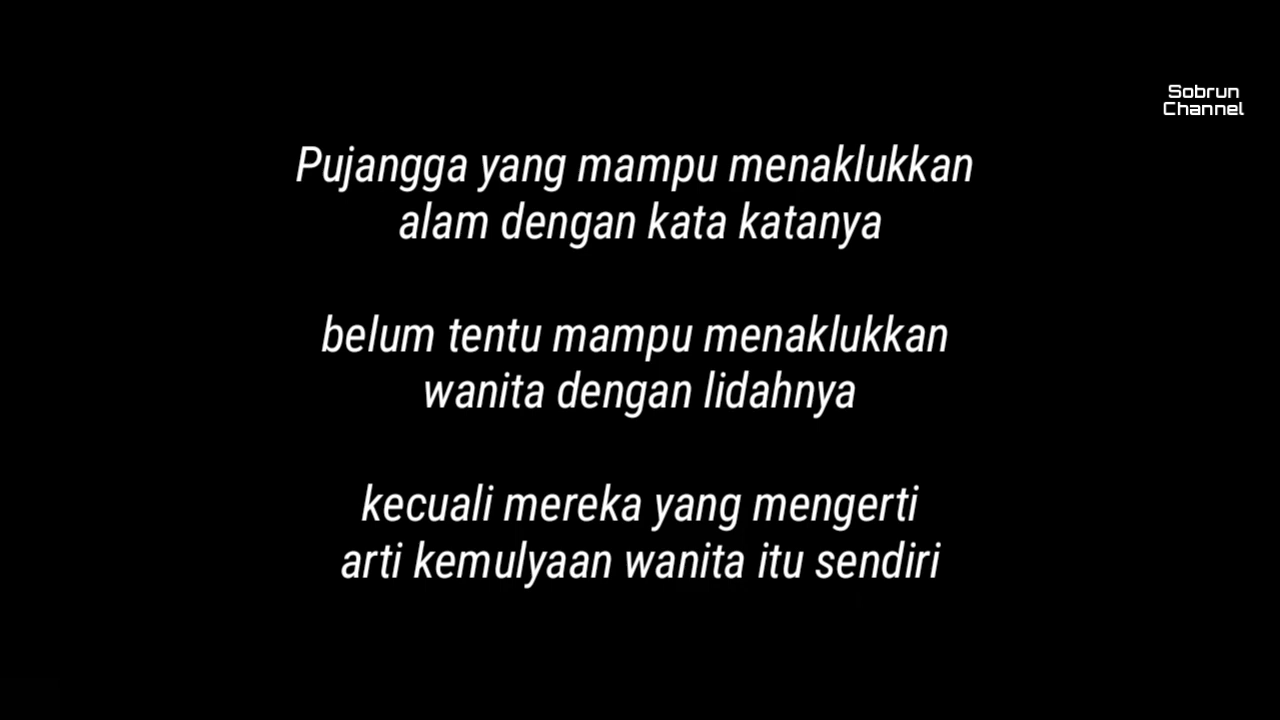 Sobrun
Channel
Pujangga yang mampu menaklukkan
alam dengan kata katanya
belum tentu mampu menaklukkan
wanita dengan lidahnya
kecuali mereka yang mengerti
arti kemulyaan wanita itu sendiri